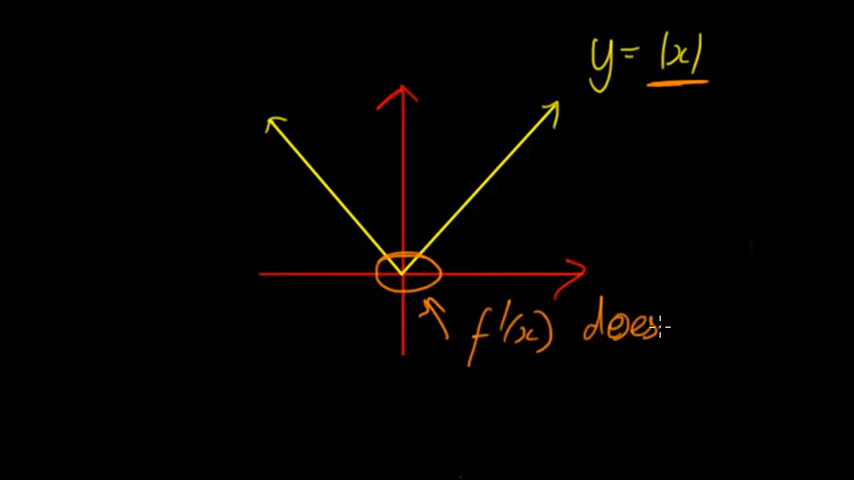 y = |x|
f'(x) does